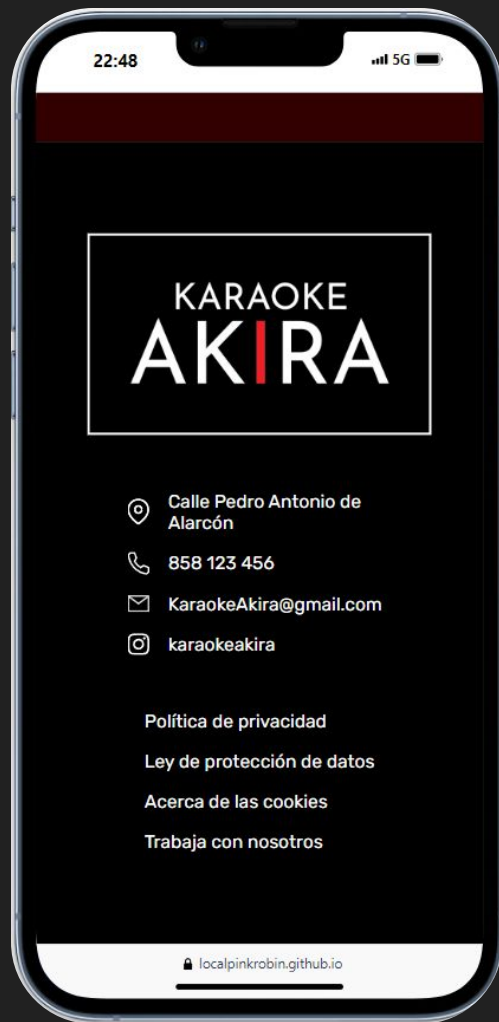 22:48
5G
KARAOKE
AKIRA
Calle Pedro Antonio de
Alarcón
858 123 456
KaraokeAkira@gmail.com
karaokeakira
Política de privacidad
Ley de protección de datos
Acerca de las cookies
Trabaja con nosotros
localpinkrobin.github.io